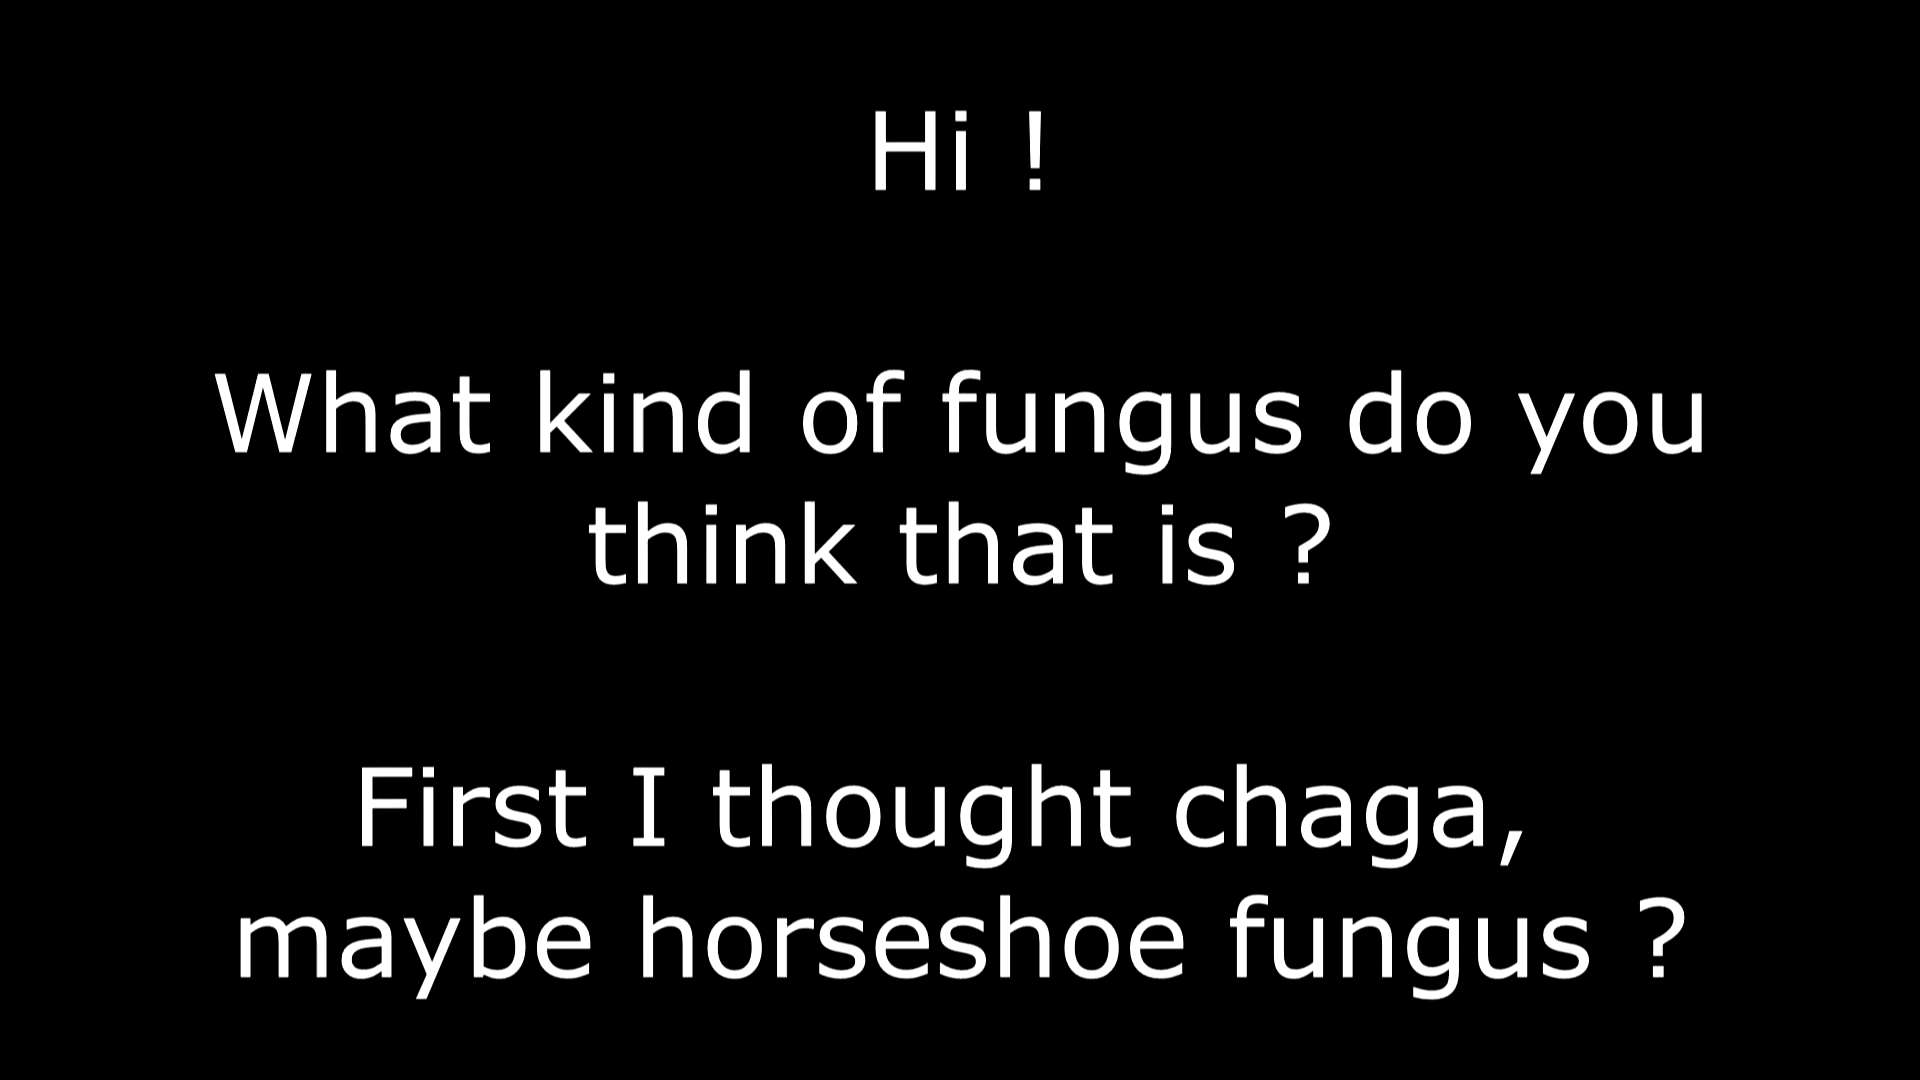 Hi !
What kind of fungus do you
think that is ?
First I thought chaga,
maybe horseshoe fungus ?